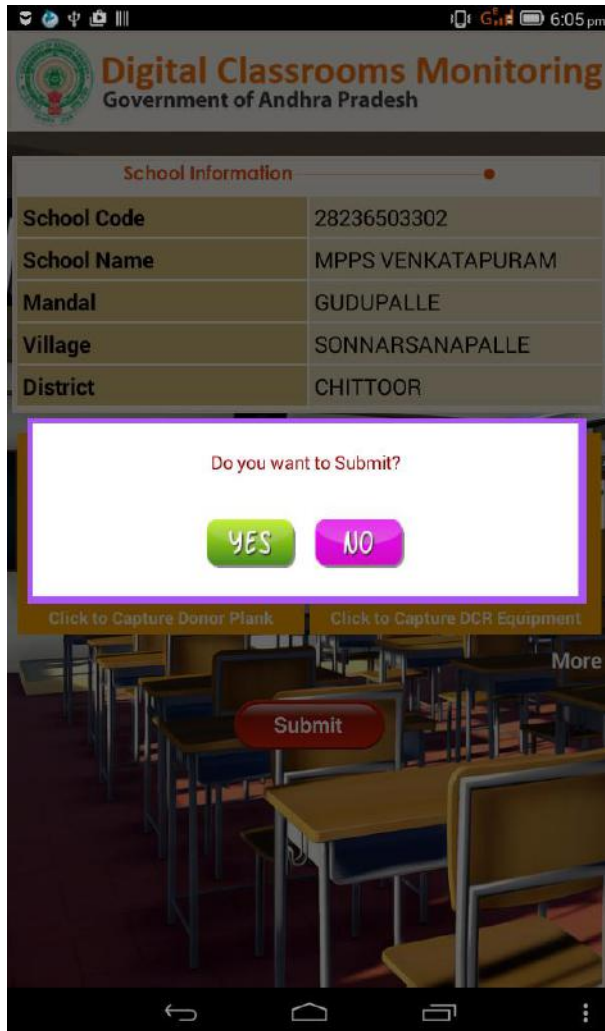 6:05 pm
Digital Classrooms Monitoring
Government of Andhra Pradesh
School Information
School Code 28236503302
School Name MPPS VENKATAPURAM
Mandal GUDUPALLE
Village SONNARSANAPALLE
District CHITTOOR
Do you want to Submit?
YES NO
Click to Capture Donor Plank Click to Capture DCR Equipment
More
Submit